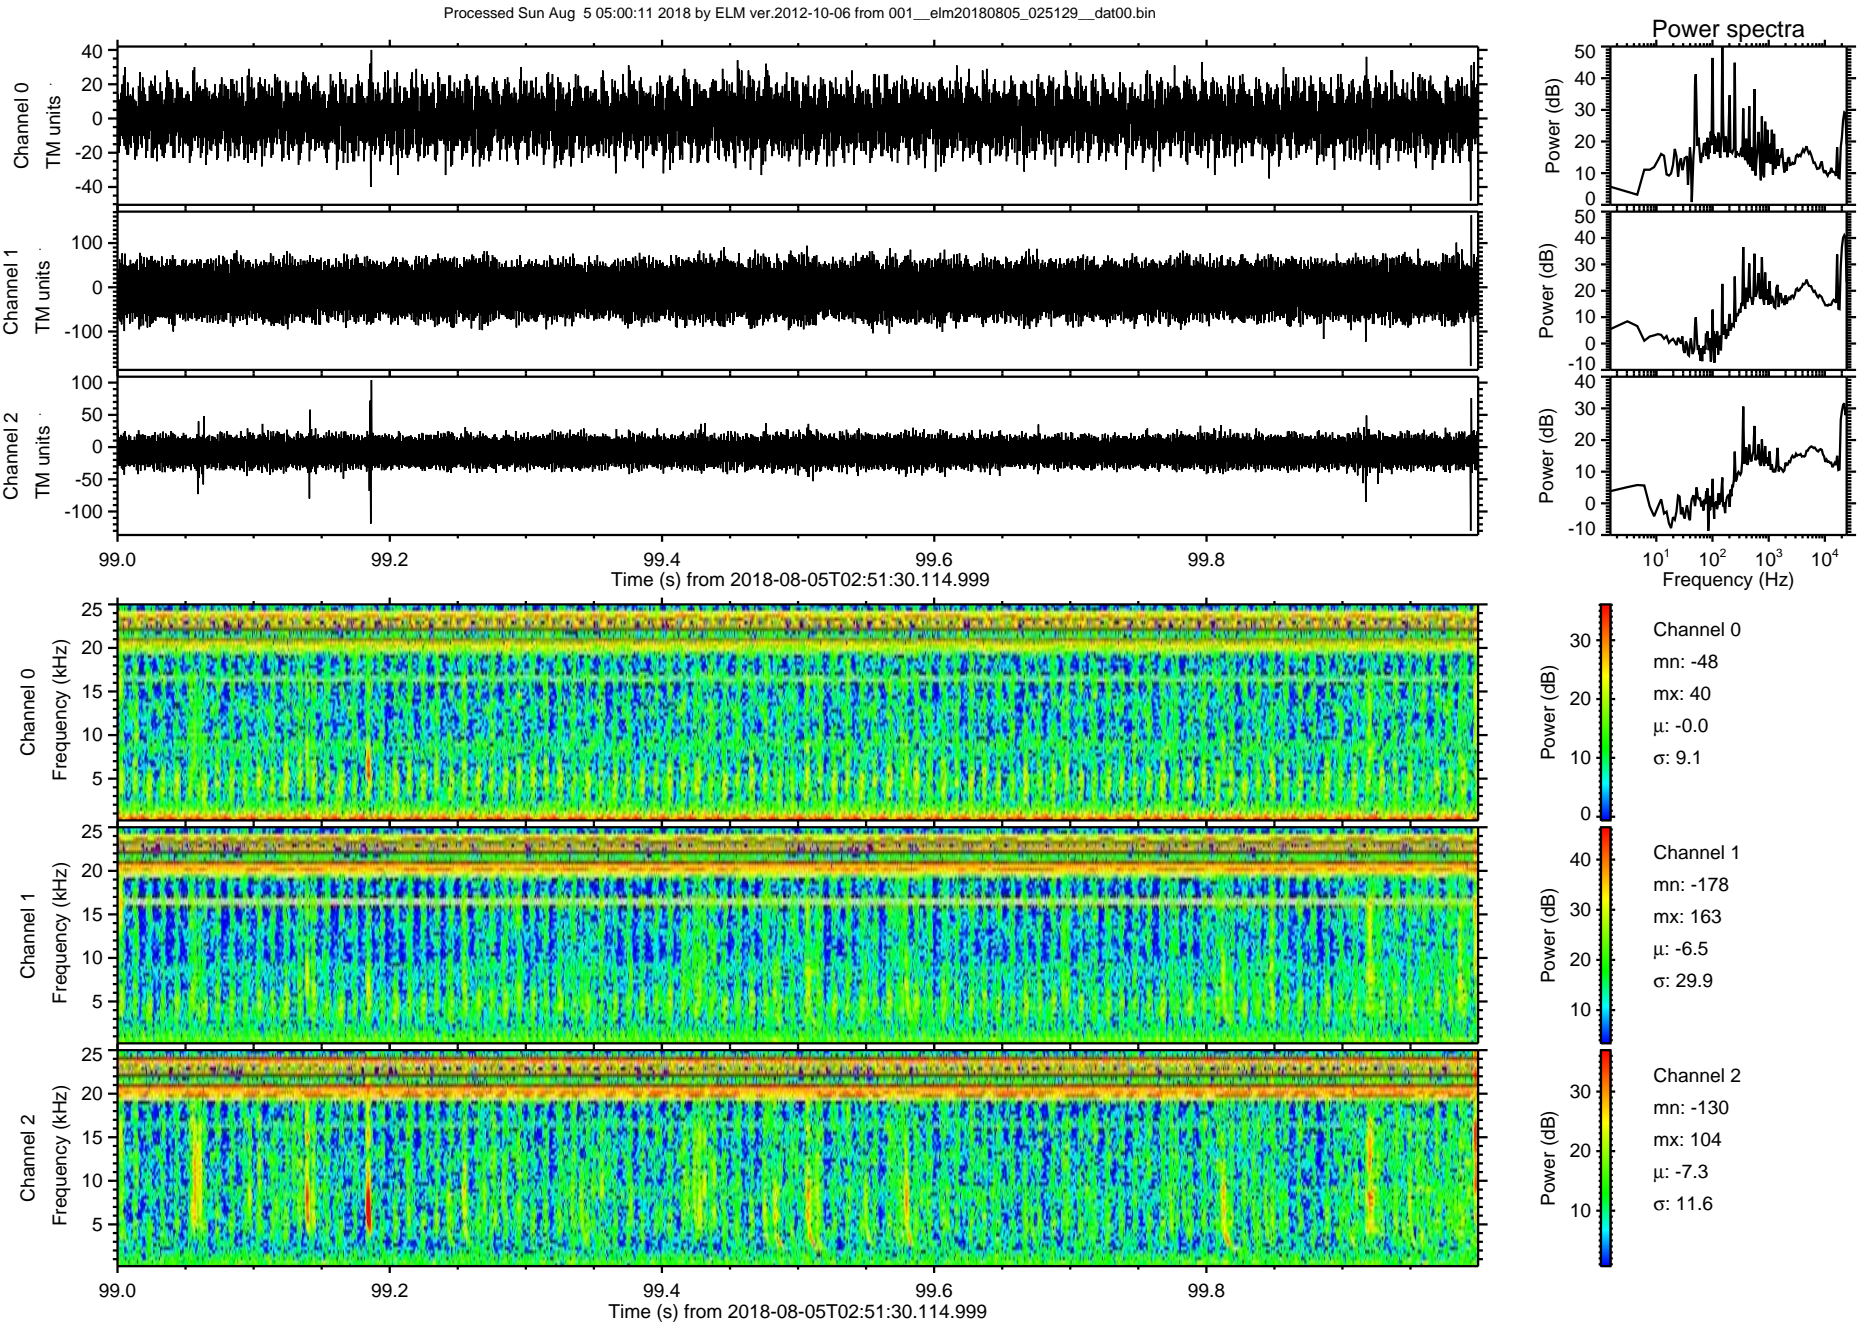 Processed Sun Aug  5 05:00:11 2018 by ELM ver.2012-10-06 from 001__elm20180805_025129__dat00.bin
Power spectra
Channel 0
TM units
40
20
0
-20
-40
Power (dB)
50
40
30
20
10
0
Channel 1
TM units
100
0
-100
Power (dB)
50
40
30
20
10
0
-10
Channel 2
TM units
100
50
0
-50
-100
Power (dB)
40
30
20
10
0
-10
99.0 99.2 99.4 99.6 99.8
Time (s) from 2018-08-05T02:51:30.114.999
10¹ 10² 10³ 10⁴
Frequency (Hz)
Channel 0
Frequency (kHz)
25
20
15
10
5
Power (dB)
30
20
10
0
Channel 0
mn: -48
mx: 40
μ: -0.0
σ: 9.1
Channel 1
Frequency (kHz)
25
20
15
10
5
Power (dB)
40
30
20
10
Channel 1
mn: -178
mx: 163
μ: -6.5
σ: 29.9
Channel 2
Frequency (kHz)
25
20
15
10
5
Power (dB)
30
20
10
Channel 2
mn: -130
mx: 104
μ: -7.3
σ: 11.6
99.0 99.2 99.4 99.6 99.8
Time (s) from 2018-08-05T02:51:30.114.999